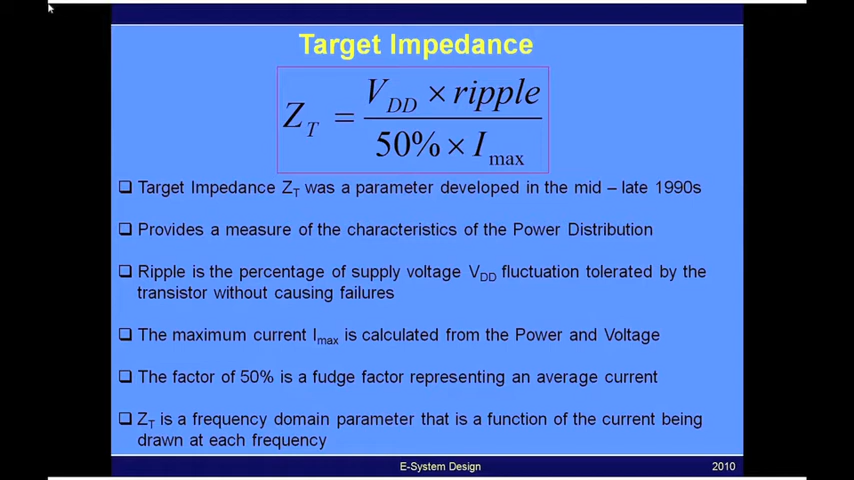 Target Impedance
Z_T = V_DD × ripple / 50% × I_max
❑ Target Impedance Z_T was a parameter developed in the mid – late 1990s
❑ Provides a measure of the characteristics of the Power Distribution
❑ Ripple is the percentage of supply voltage V_DD fluctuation tolerated by the
transistor without causing failures
❑ The maximum current I_max is calculated from the Power and Voltage
❑ The factor of 50% is a fudge factor representing an average current
❑ Z_T is a frequency domain parameter that is a function of the current being
drawn at each frequency
E-System Design 2010